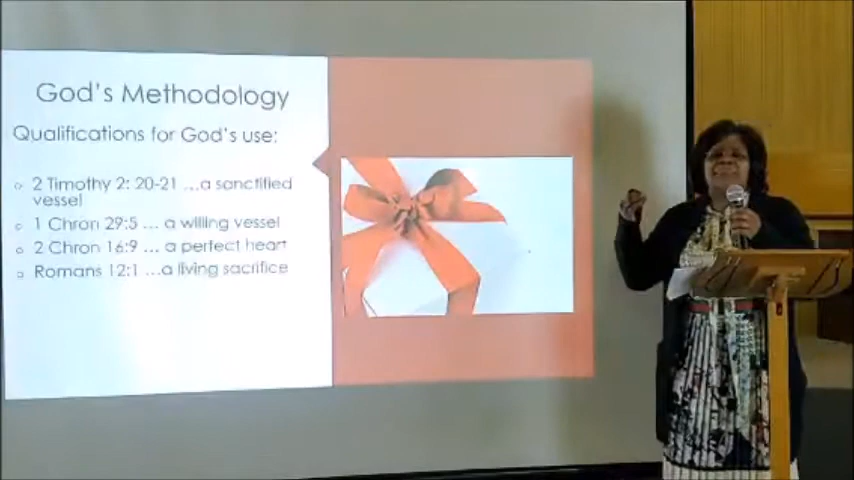 God's Methodology
Qualifications for God's use:
2 Timothy 2: 20-21 ...a sanctified
vessel
1 Chron 29:5 ... a willing vessel
2 Chron 16:9 ... a perfect heart
Romans 12:1 ...a living sacrifice